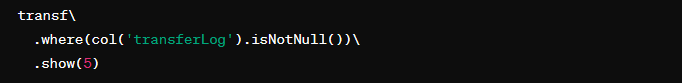 transf\
  .where(col('transferLog').isNotNull())\
  .show(5)